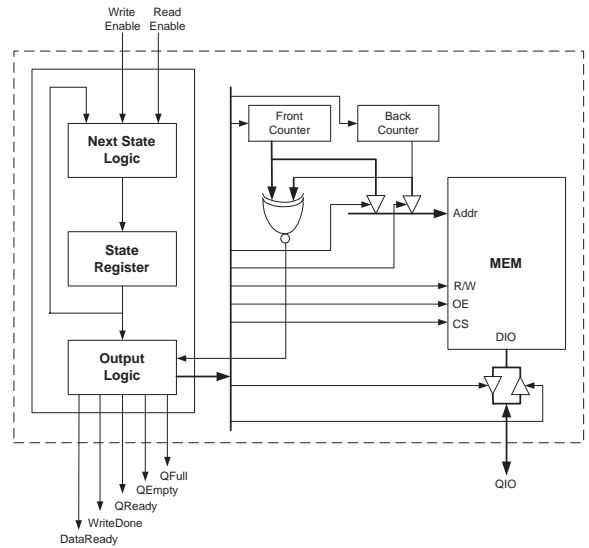 Write
Enable
Read
Enable
Front
Counter
Back
Counter
Next State
Logic
State
Register
Output
Logic
Addr
MEM
R/W
OE
CS
DIO
QFull
QEmpty
QReady
WriteDone
DataReady
QIO